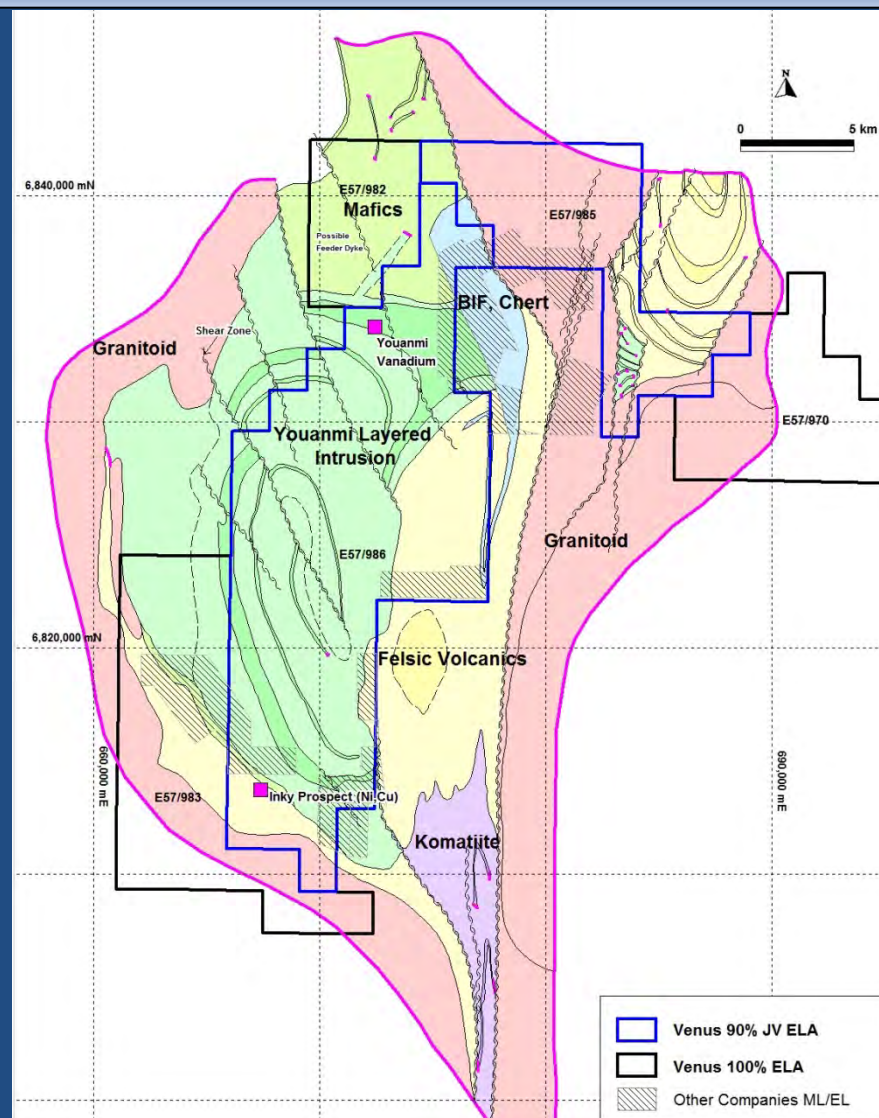 N
0 5 km
6,840,000 mN
E57/982
Mafics
E57/985
Possible
Feeder Dyke
BIF, Chert
Shear Zone
Granitoid
Youanmi
Vanadium
E57/970
Youanmi Layered
Intrusion
Granitoid
E57/986
6,820,000 mN
Felsic Volcanics
660,000 mE
690,000 mE
E57/983
Inky Prospect (Ni,Cu)
Komatiite
Venus 90% JV ELA
Venus 100% ELA
Other Companies ML/EL